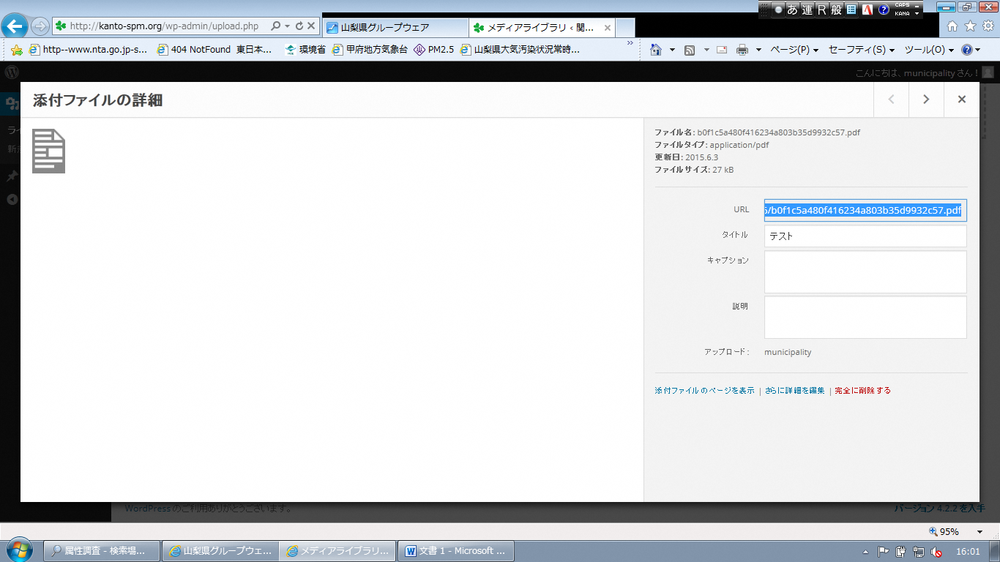 あ 連 R 般 CAPS KANA
http://kanto-spm.org/wp-admin/upload.php
山梨県グループウェア
メディアライブラリ ‹ 関...
http--www.nta.go.jp-s...
404 NotFound 東日本...
環境省
甲府地方気象台
PM2.5
山梨県大気汚染状況常時...
ページ(P)
セーフティ(S)
ツール(O)
こんにちは、municipality さん！
添付ファイルの詳細
ファイル名: b0f1c5a480f416234a803b35d9932c57.pdf
ファイルタイプ: application/pdf
更新日: 2015.6.3
ファイルサイズ: 27 kB
URL
/b0f1c5a480f416234a803b35d9932c57.pdf
タイトル
テスト
キャプション
説明
アップロード:
municipality
添付ファイルのページを表示 | さらに詳細を編集 | 完全に削除する
WordPress のご利用ありがとうございます。
バージョン 4.2.2 を入手
95%
属性調査 - 検索場...
山梨県グループウェ...
メディアライブラリ...
文書 1 - Microsoft ...
16:01